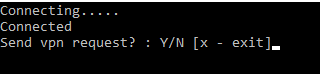 Connecting.....
Connected
Send vpn request? : Y/N [x - exit]